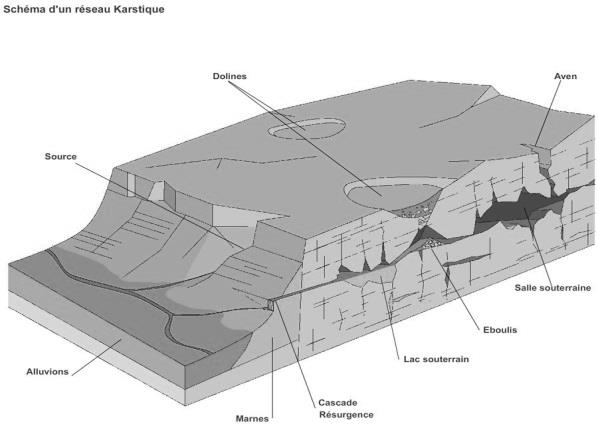 Schéma d'un réseau Karstique
Dolines
Aven
Source
Salle souterraine
Eboulis
Lac souterrain
Alluvions
Cascade
Résurgence
Marnes